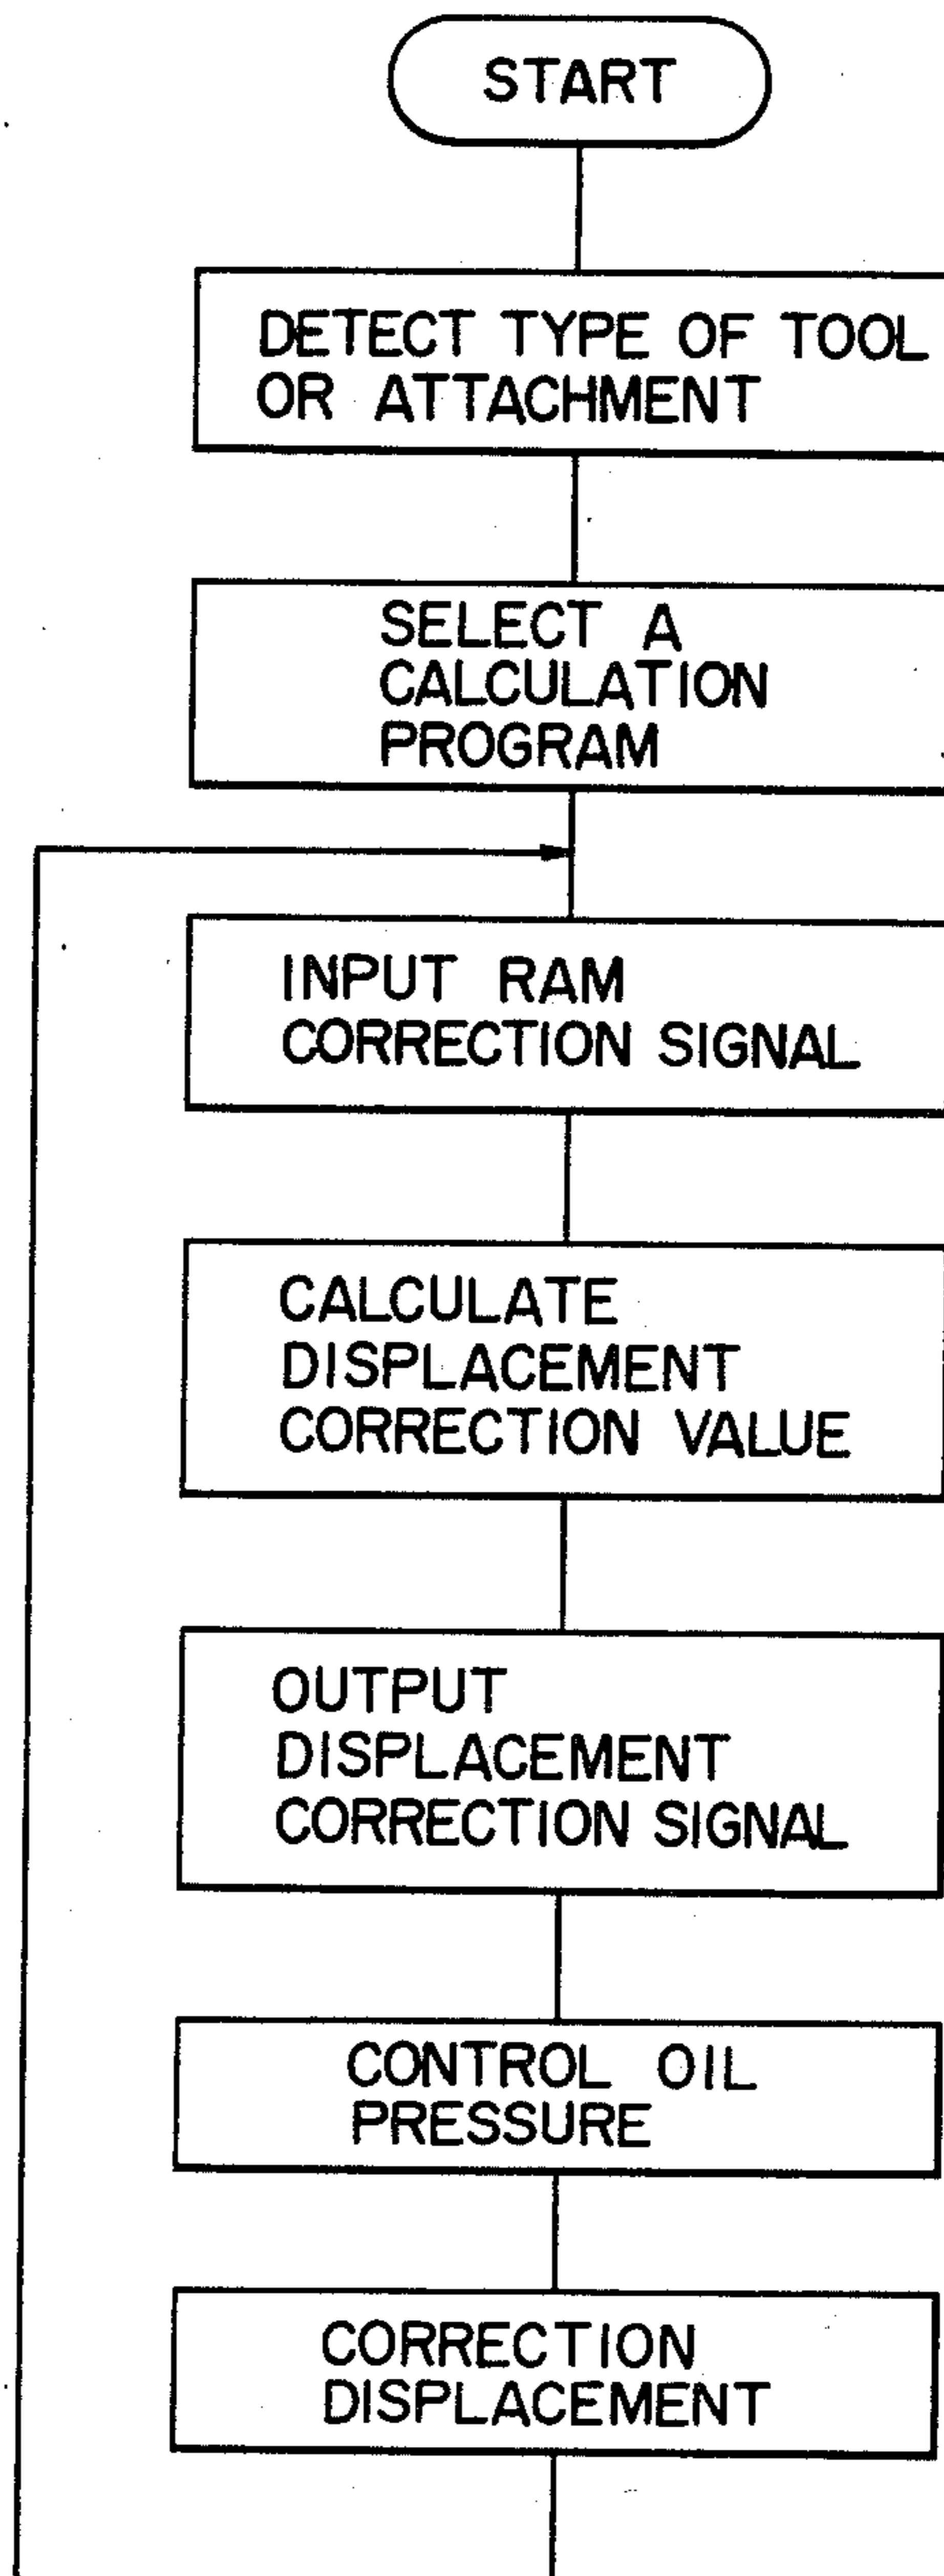 START
DETECT TYPE OF TOOL
OR ATTACHMENT
SELECT A
CALCULATION
PROGRAM
INPUT RAM
CORRECTION SIGNAL
CALCULATE
DISPLACEMENT
CORRECTION VALUE
OUTPUT
DISPLACEMENT
CORRECTION SIGNAL
CONTROL OIL
PRESSURE
CORRECTION
DISPLACEMENT